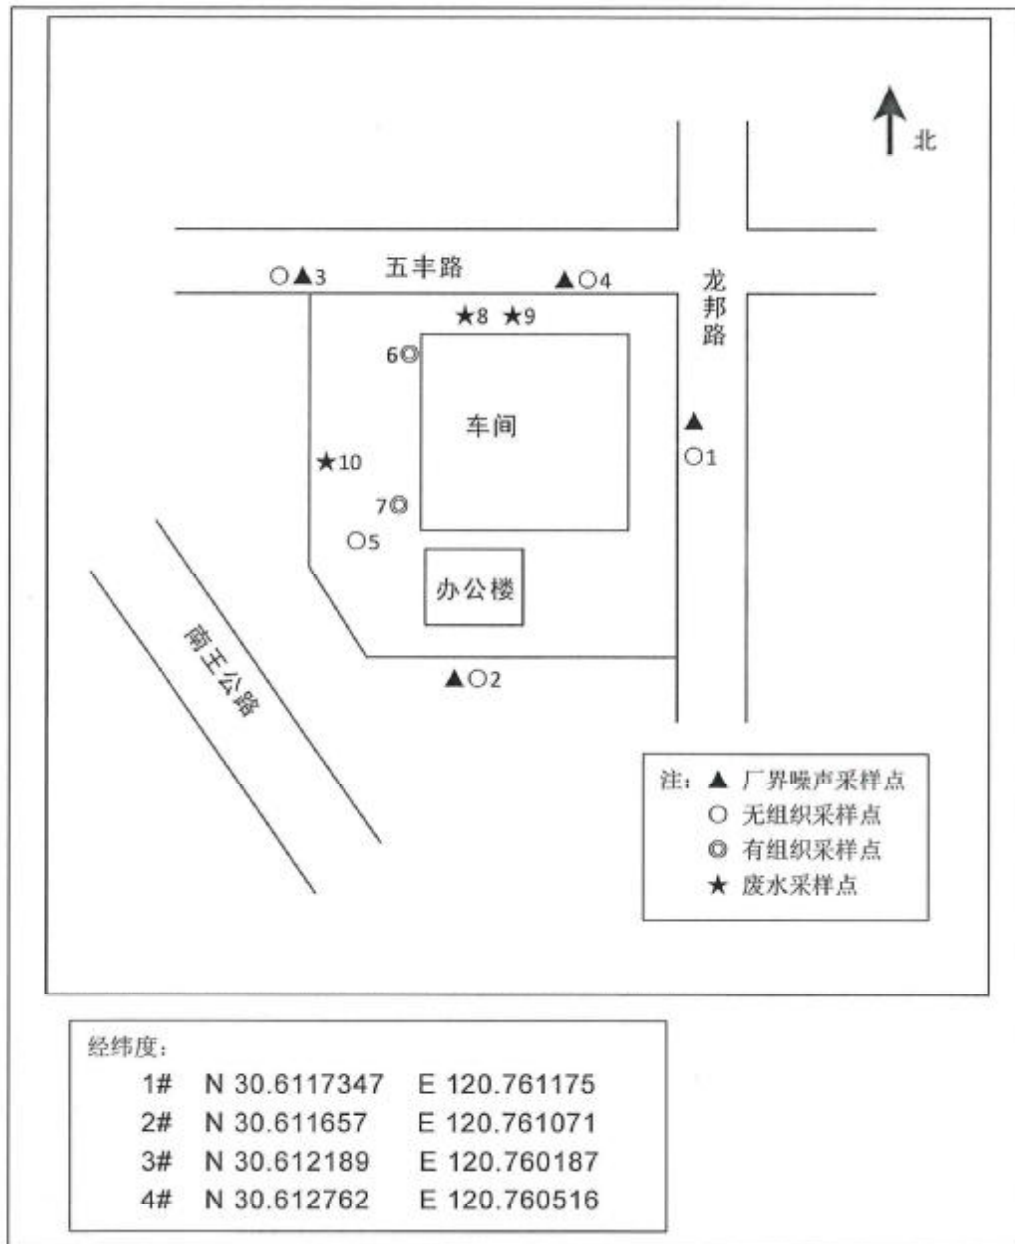 北
五丰路
龙邦路
○▲3
▲○4
★8 ★9
6◎
车间
▲
○1
★10
7◎
○5
办公楼
南王公路
▲○2
注：▲ 厂界噪声采样点
○ 无组织采样点
◎ 有组织采样点
★ 废水采样点
经纬度：
1# N 30.6117347 E 120.761175
2# N 30.611657 E 120.761071
3# N 30.612189 E 120.760187
4# N 30.612762 E 120.760516